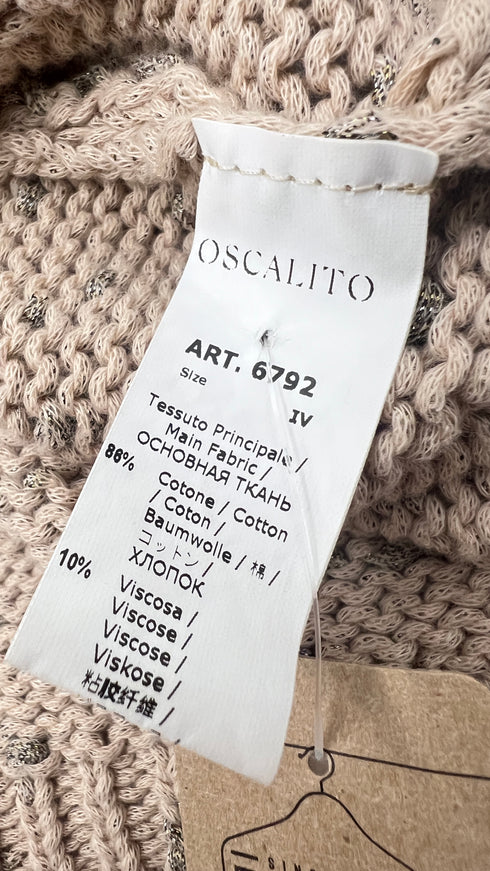 OSCALITO
ART. 6792
Size
IV
Tessuto Principale /
Main Fabric /
ОСНОВНАЯ ТКАНЬ
88%
Cotone / Cotton
/ Coton /
Baumwolle / 棉 /
コットン /
ХЛОПОК
10%
Viscosa /
Viscose /
Viscose /
Viskose /
粘胶纤維 /
SINC